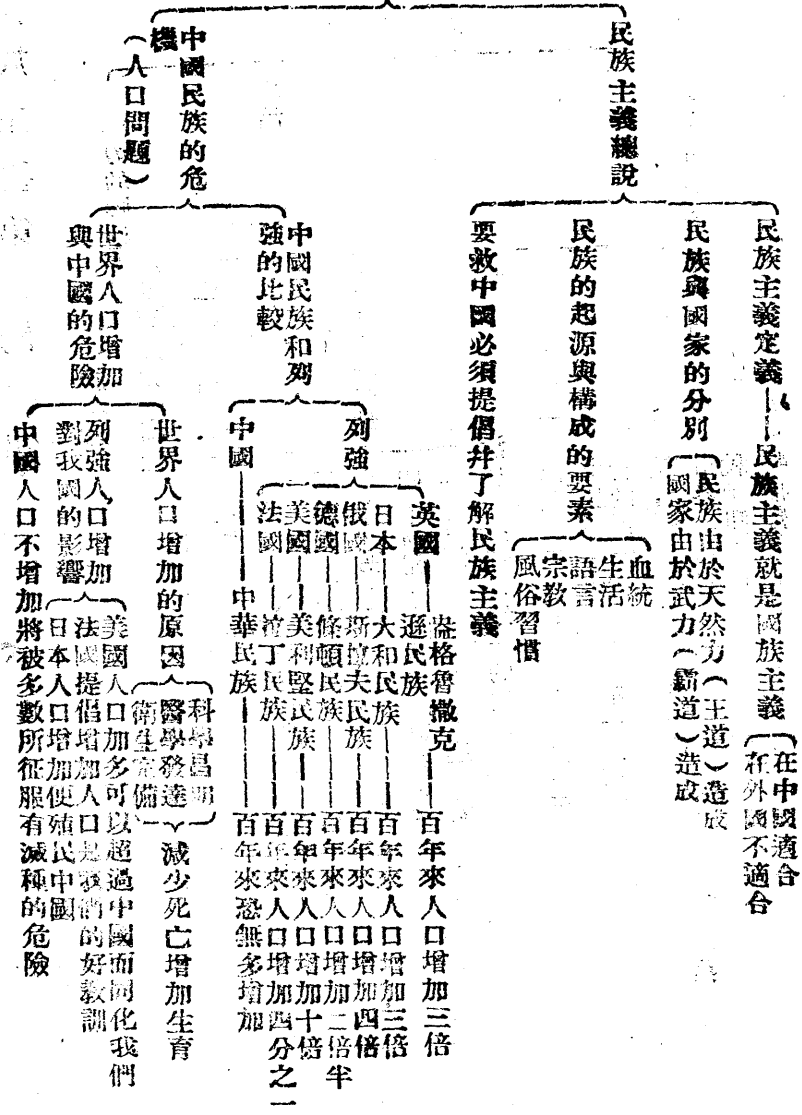 民族主義總說
民族主義定義——民族主義就是國族主義
在中國適合
在外國不適合
民族與國家的分別
民族由於天然力（王道）造成
國家由於武力（霸道）造成
民族的起源與構成的要素
血統
生活
語言
宗教
風俗習慣
要救中國必須提倡幷了解民族主義
中國民族的危
機
（人口問題）
中國民族和列
強的比較
列強
英國——盎格魯撒克
遜民族——百年來人口增加三倍
日本——大和民族——百年來人口增加三倍
俄國——斯拉夫民族——百年來人口增加四倍
德國——條頓民族——百年來人口增加二倍半
美國——美利堅民族——百年來人口增加十倍
法國——拉丁民族——百年來人口增加四分之一
中國——中華民族——百年來恐無多增加
世界人口增加
與中國的危險
世界人口增加的原因
科學昌明
醫學發達
衛生完備
減少死亡增加生育
列強人口增加
對我國的影響
美國人口加多可以超過中國而同化我們
法國提倡增加人口是我們的好教訓
日本人口增加便殖民中國
中國人口不增加將被多數所征服有滅種的危險